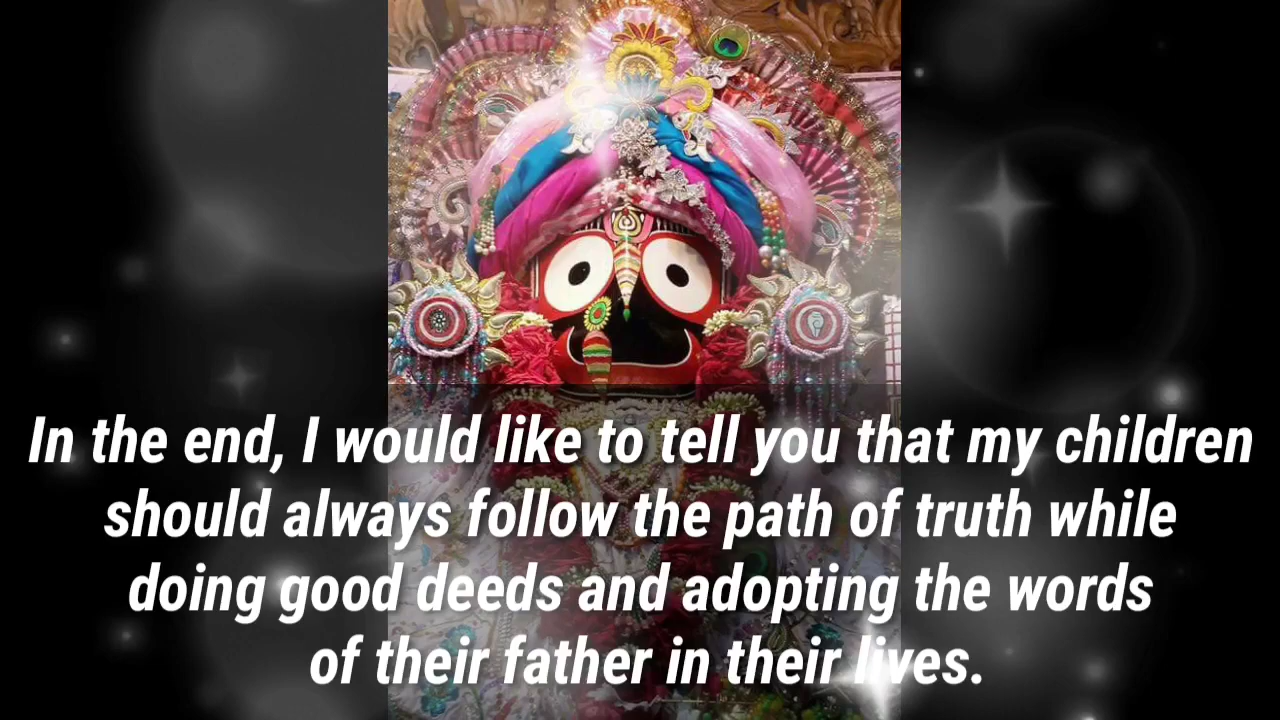 In the end, I would like to tell you that my children
should always follow the path of truth while
doing good deeds and adopting the words
of their father in their lives.